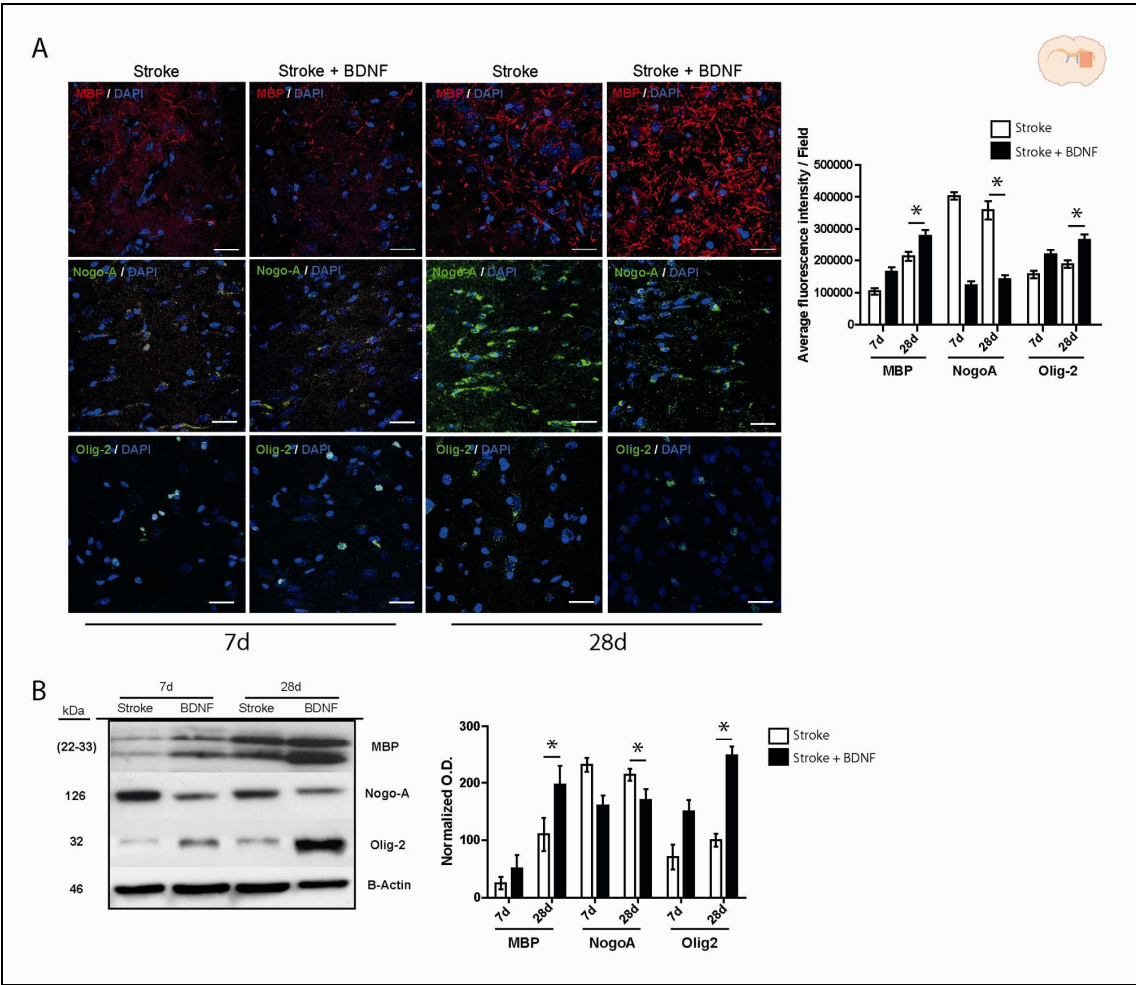 A
Stroke Stroke + BDNF Stroke Stroke + BDNF
MBP / DAPI MBP / DAPI MBP / DAPI MBP / DAPI
Nogo-A / DAPI Nogo-A / DAPI Nogo-A / DAPI Nogo-A / DAPI
Olig-2 / DAPI Olig-2 / DAPI Olig-2 / DAPI Olig-2 / DAPI
7d 28d
Stroke
Stroke + BDNF
Average fluorescence intensity / Field
500000
400000
300000
200000
100000
0
* * *
7d 28d 7d 28d 7d 28d
MBP NogoA Olig-2
B
7d 28d
kDa Stroke BDNF Stroke BDNF
(22-33) MBP
126 Nogo-A
32 Olig-2
46 B-Actin
Stroke
Stroke + BDNF
Normalized O.D.
300
200
100
0
* * *
7d 28d 7d 28d 7d 28d
MBP NogoA Olig2